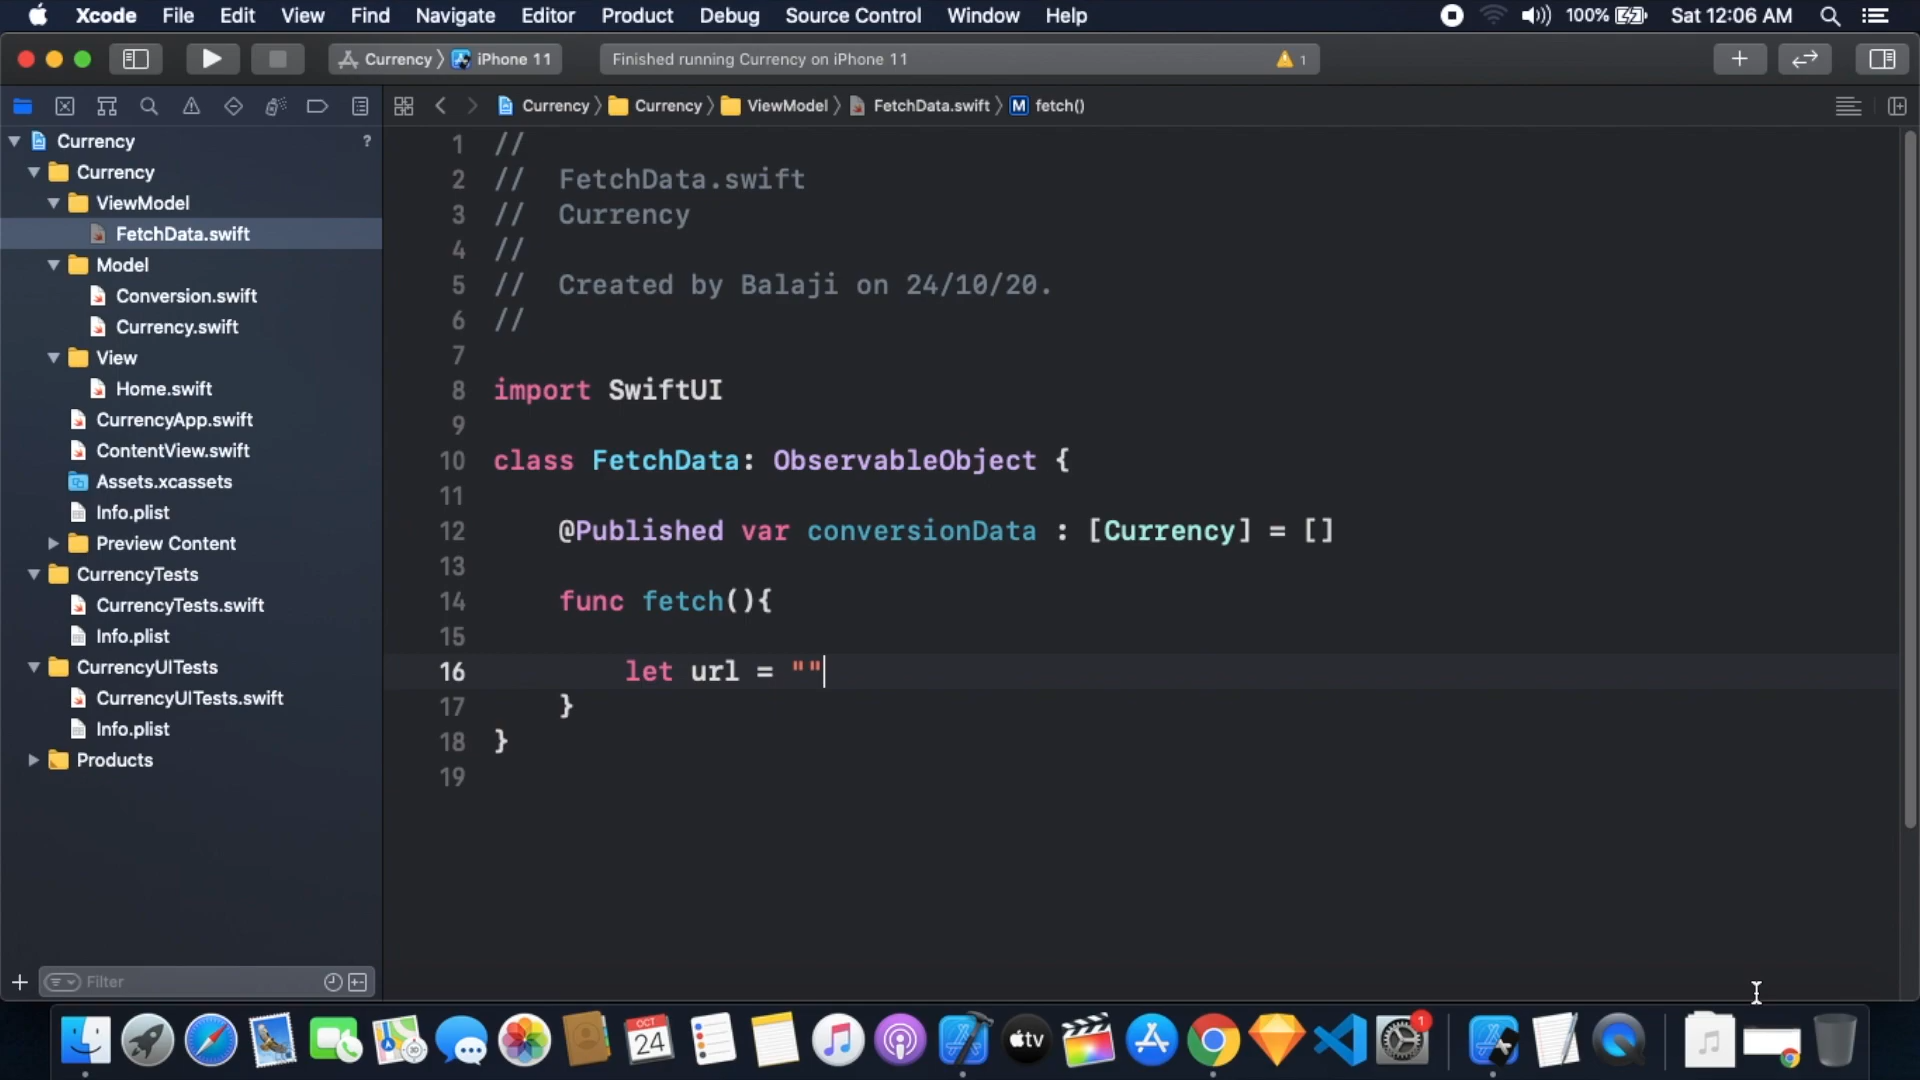 Xcode File Edit View Find Navigate Editor Product Debug Source Control Window Help 100% Sat 12:06 AM
Currency iPhone 11 Finished running Currency on iPhone 11 1
Currency Currency ViewModel FetchData.swift M fetch()
Currency ?
Currency
ViewModel
FetchData.swift
Model
Conversion.swift
Currency.swift
View
Home.swift
CurrencyApp.swift
ContentView.swift
Assets.xcassets
Info.plist
Preview Content
CurrencyTests
CurrencyTests.swift
Info.plist
CurrencyUITests
CurrencyUITests.swift
Info.plist
Products
Filter
1 //
2 // FetchData.swift
3 // Currency
4 //
5 // Created by Balaji on 24/10/20.
6 //
7
8 import SwiftUI
9
10 class FetchData: ObservableObject {
11
12 @Published var conversionData : [Currency] = []
13
14 func fetch(){
15
16 let url = ""
17 }
18 }
19
OCT
24
tv
1